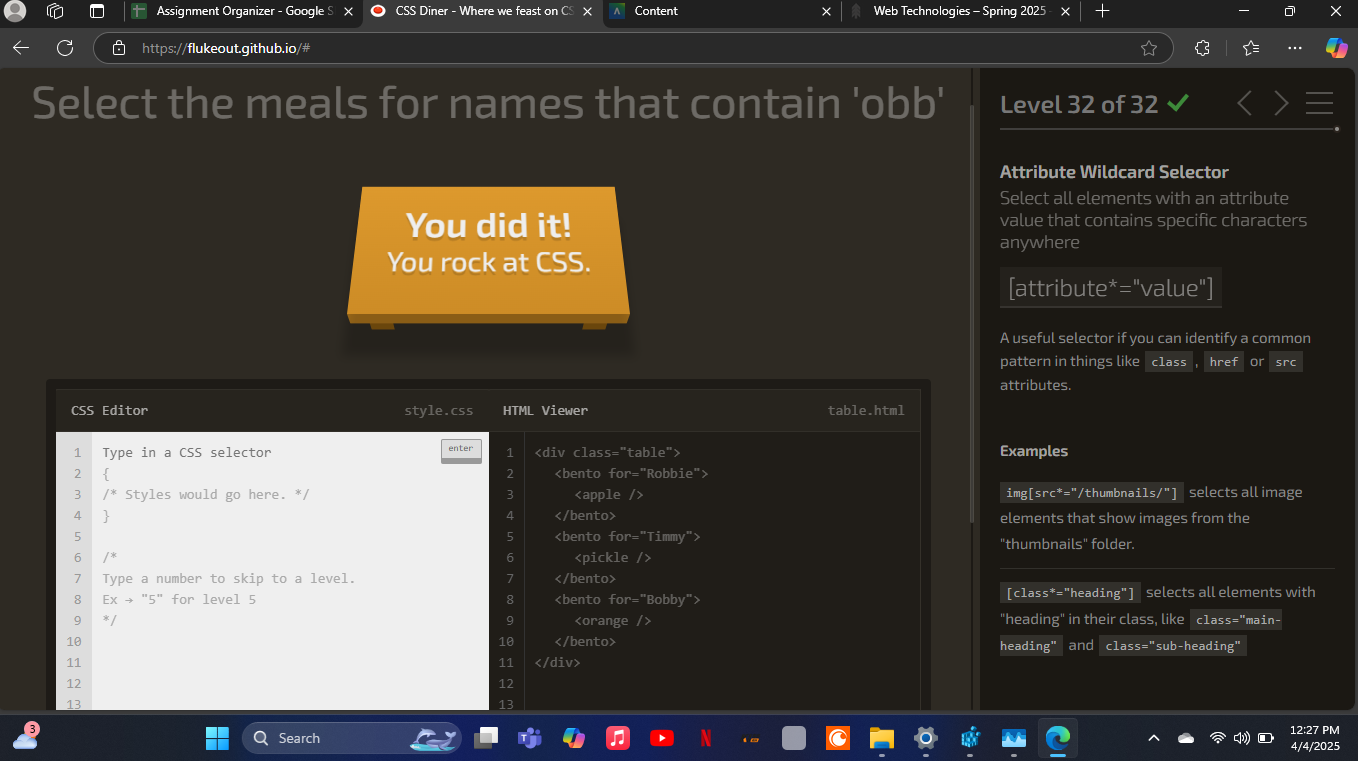 Assignment Organizer - Google S
CSS Diner - Where we feast on CS
Content
Web Technologies – Spring 2025
https://flukeout.github.io/#
Select the meals for names that contain 'obb'
You did it!
You rock at CSS.
CSS Editor
style.css
HTML Viewer
table.html
1
2
3
4
5
6
7
8
9
10
11
12
13
Type in a CSS selector
enter
{
/* Styles would go here. */
}
/*
Type a number to skip to a level.
Ex → "5" for level 5
*/
1
2
3
4
5
6
7
8
9
10
11
12
13
<div class="table">
<bento for="Robbie">
<apple />
</bento>
<bento for="Timmy">
<pickle />
</bento>
<bento for="Bobby">
<orange />
</bento>
</div>
Level 32 of 32
Attribute Wildcard Selector
Select all elements with an attribute
value that contains specific characters
anywhere
[attribute*="value"]
A useful selector if you can identify a common
pattern in things like class , href or src
attributes.
Examples
img[src*="/thumbnails/"] selects all image
elements that show images from the
"thumbnails" folder.
[class*="heading"] selects all elements with
"heading" in their class, like class="main-
heading" and class="sub-heading"
3
Search
12:27 PM
4/4/2025